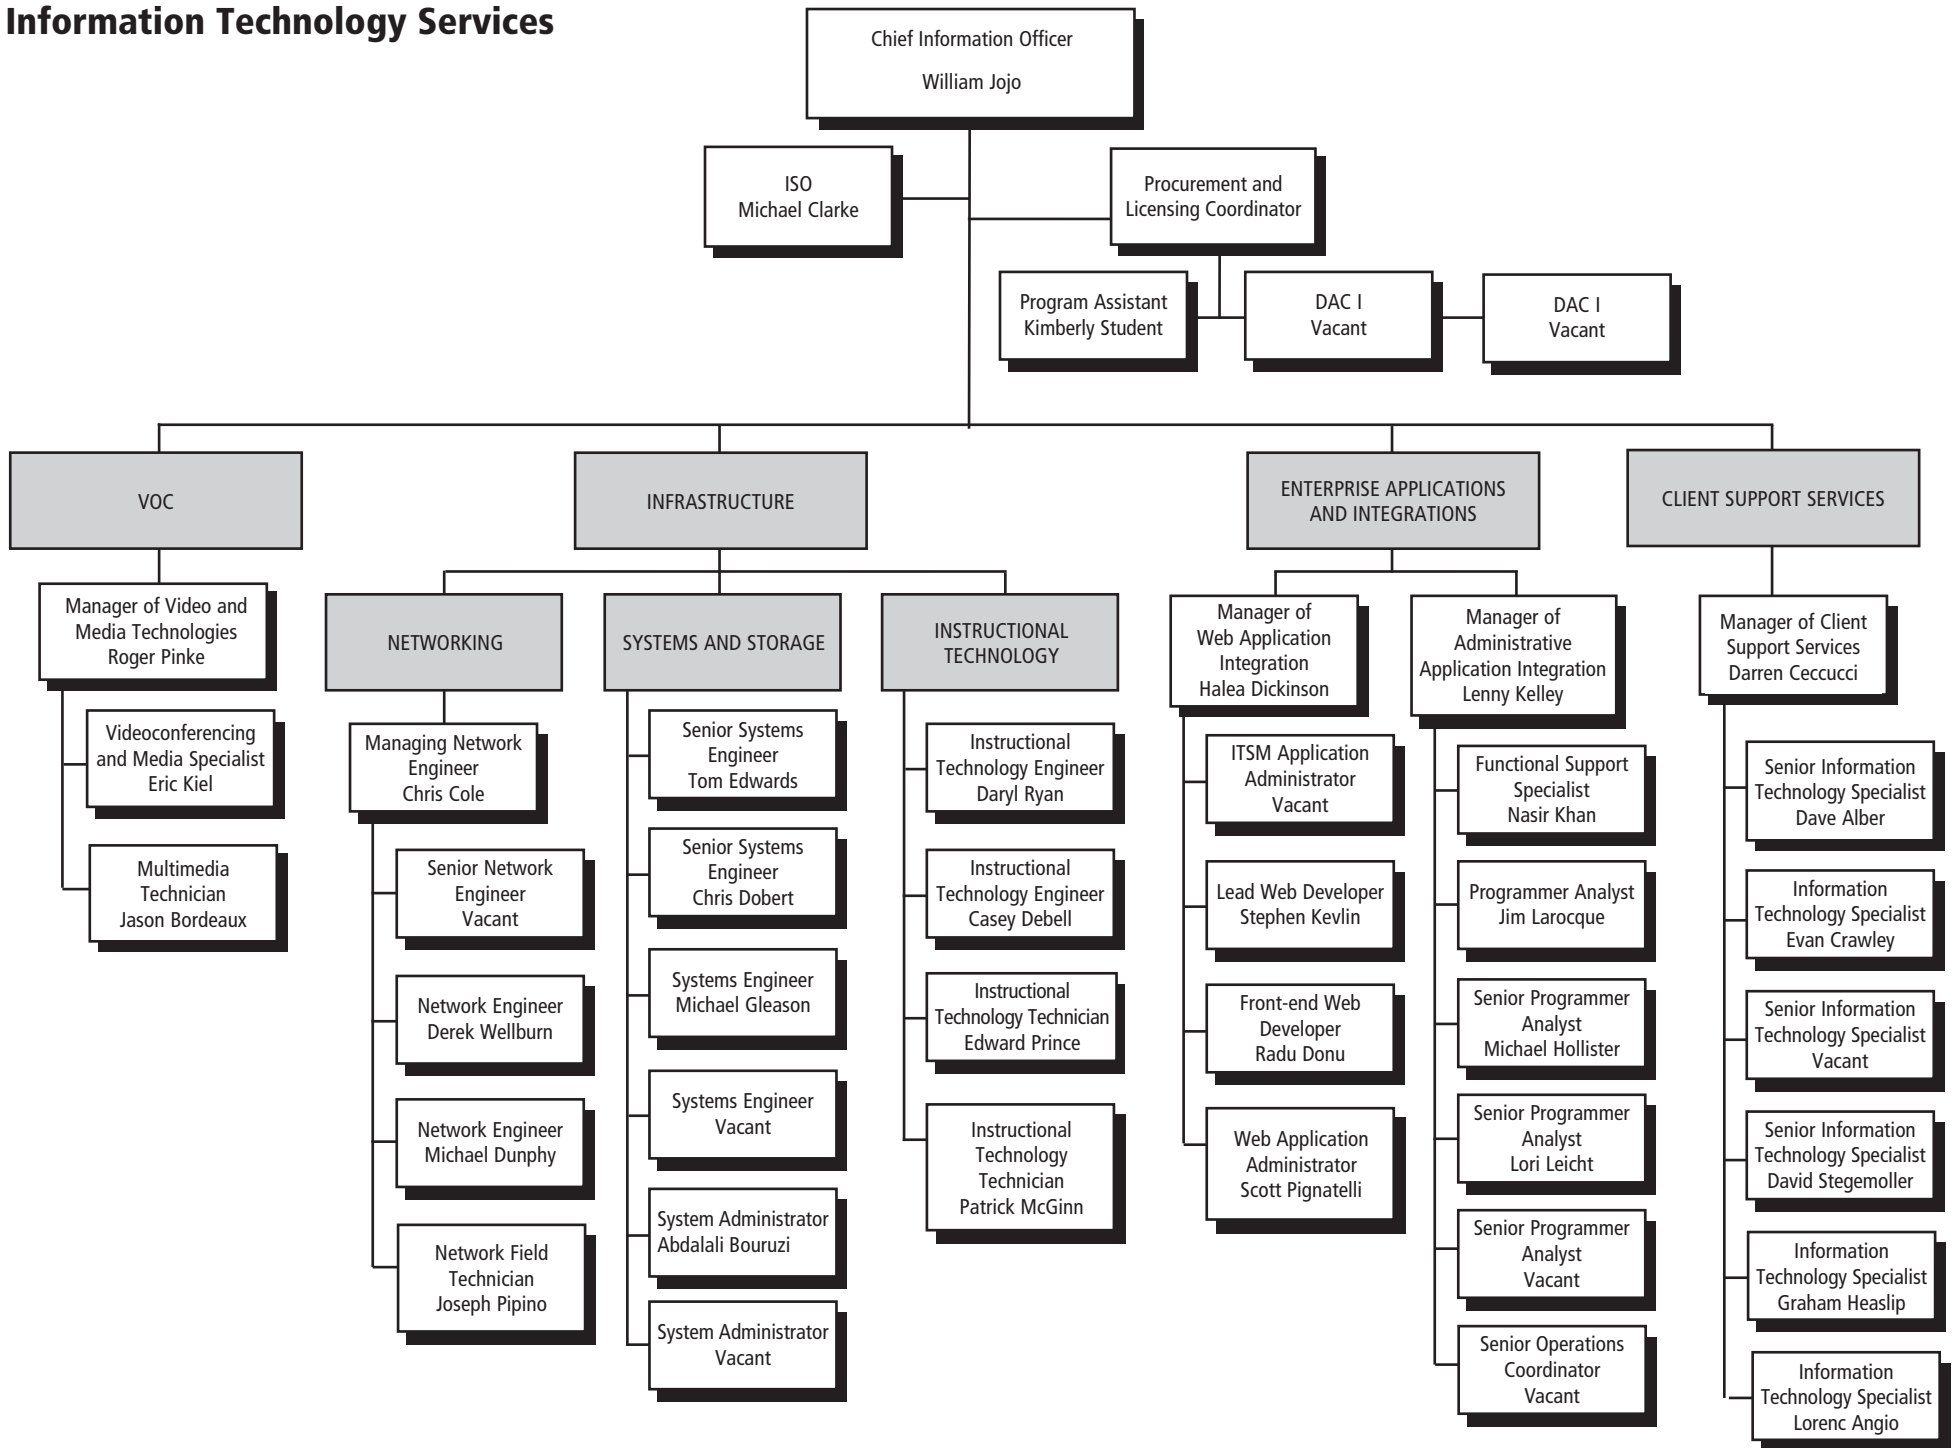 Information Technology Services
Chief Information Officer
William Jojo
ISO
Michael Clarke
Procurement and
Licensing Coordinator
Program Assistant
Kimberly Student
DAC I
Vacant
DAC I
Vacant
VOC
INFRASTRUCTURE
ENTERPRISE APPLICATIONS
AND INTEGRATIONS
CLIENT SUPPORT SERVICES
Manager of Video and
Media Technologies
Roger Pinke
Videoconferencing
and Media Specialist
Eric Kiel
Multimedia
Technician
Jason Bordeaux
NETWORKING
Managing Network
Engineer
Chris Cole
Senior Network
Engineer
Vacant
Network Engineer
Derek Wellburn
Network Engineer
Michael Dunphy
Network Field
Technician
Joseph Pipino
SYSTEMS AND STORAGE
Senior Systems
Engineer
Tom Edwards
Senior Systems
Engineer
Chris Dobert
Systems Engineer
Michael Gleason
Systems Engineer
Vacant
System Administrator
Abdalali Bouruzi
System Administrator
Vacant
INSTRUCTIONAL
TECHNOLOGY
Instructional
Technology Engineer
Daryl Ryan
Instructional
Technology Engineer
Casey Debell
Instructional
Technology Technician
Edward Prince
Instructional
Technology
Technician
Patrick McGinn
Manager of
Web Application
Integration
Halea Dickinson
ITSM Application
Administrator
Vacant
Lead Web Developer
Stephen Kevlin
Front-end Web
Developer
Radu Donu
Web Application
Administrator
Scott Pignatelli
Manager of
Administrative
Application Integration
Lenny Kelley
Functional Support
Specialist
Nasir Khan
Programmer Analyst
Jim Larocque
Senior Programmer
Analyst
Michael Hollister
Senior Programmer
Analyst
Lori Leicht
Senior Programmer
Analyst
Vacant
Senior Operations
Coordinator
Vacant
Manager of Client
Support Services
Darren Ceccucci
Senior Information
Technology Specialist
Dave Alber
Information
Technology Specialist
Evan Crawley
Senior Information
Technology Specialist
Vacant
Senior Information
Technology Specialist
David Stegemoller
Information
Technology Specialist
Graham Heaslip
Information
Technology Specialist
Lorenc Angio